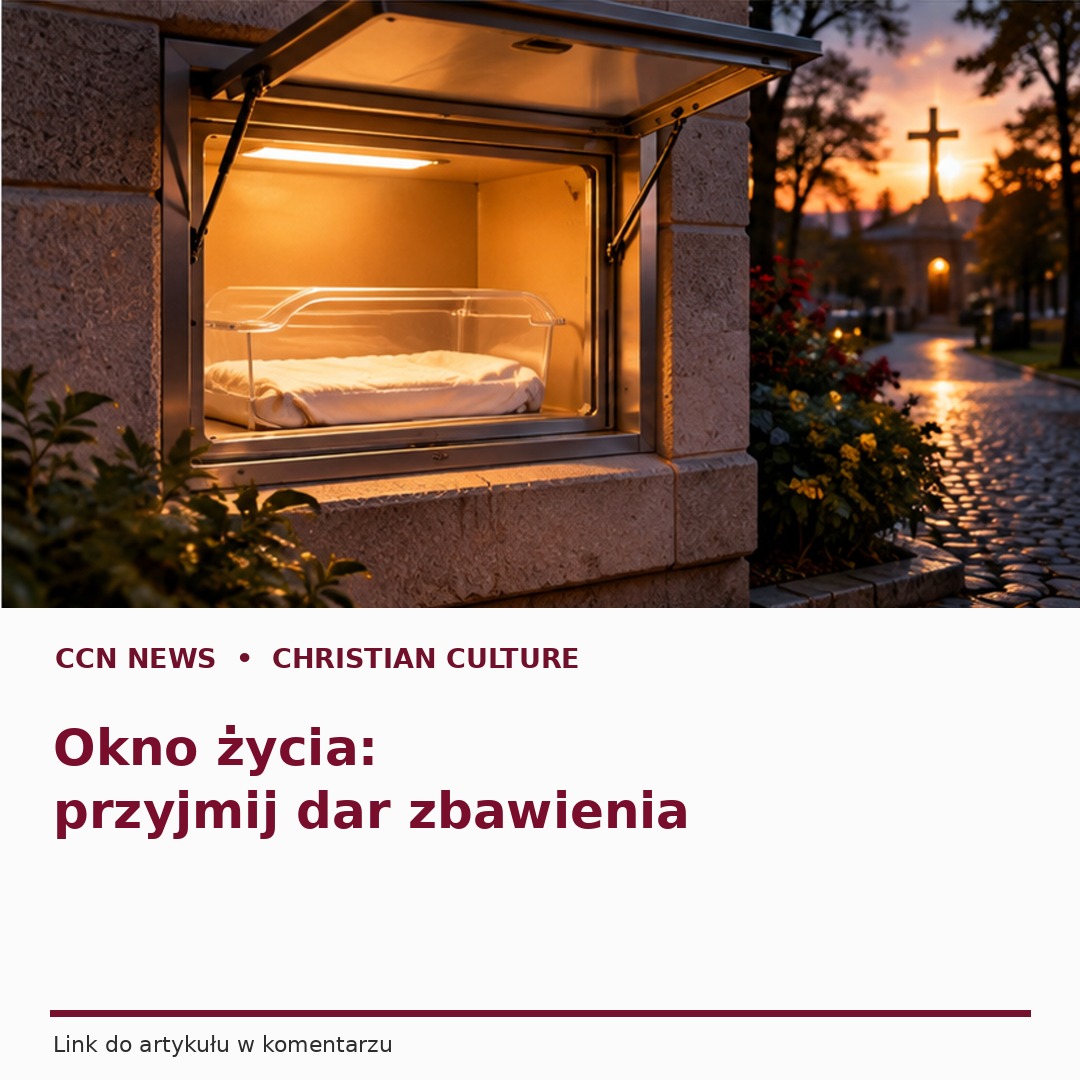 CCN NEWS • CHRISTIAN CULTURE
Okno życia:
przyjmij dar zbawienia
Link do artykułu w komentarzu